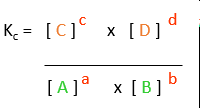 Kc = [ C ]c x [ D ]d
[ A ]a x [ B ]b